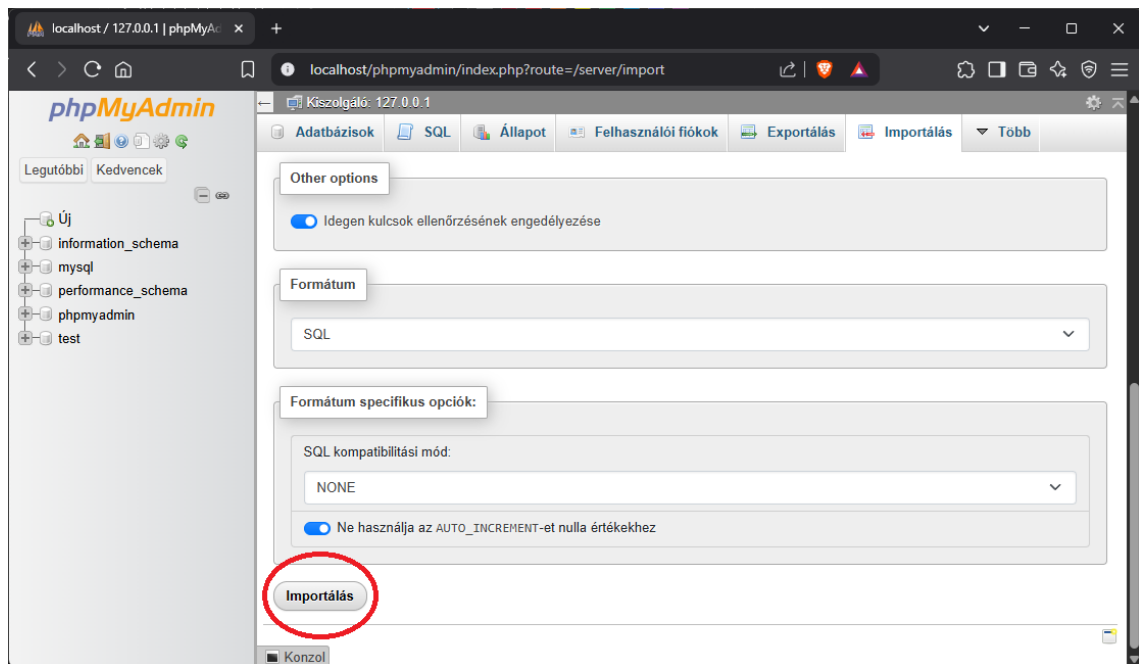 localhost / 127.0.0.1 | phpMyAd
localhost/phpmyadmin/index.php?route=/server/import
phpMyAdmin
Legutóbbi Kedvencek
Új
information_schema
mysql
performance_schema
phpmyadmin
test
Kiszolgáló: 127.0.0.1
Adatbázisok SQL Állapot Felhasználói fiókok Exportálás Importálás Több
Other options
Idegen kulcsok ellenőrzésének engedélyezése
Formátum
SQL
Formátum specifikus opciók:
SQL kompatibilitási mód:
NONE
Ne használja az AUTO_INCREMENT-et nulla értékekhez
Importálás
Konzol